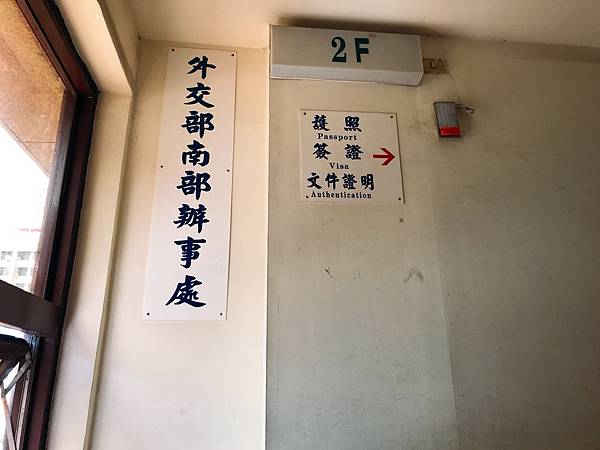 外交部南部辦事處
2F
護照
Passport
簽證
Visa
文件證明
Authentication